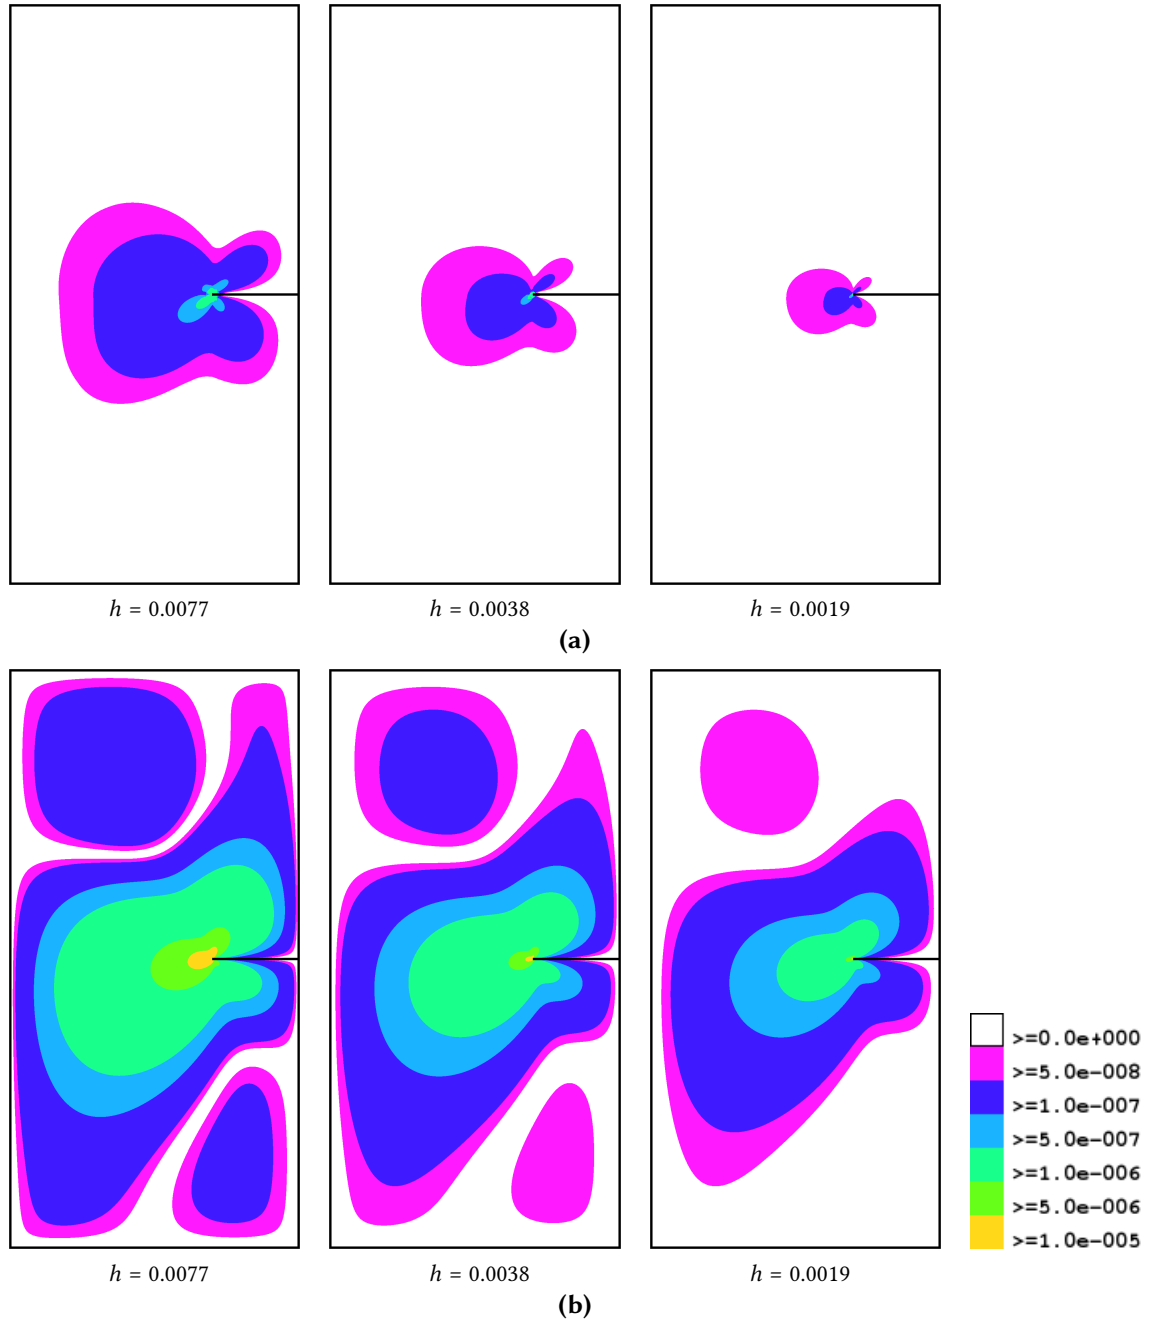 h = 0.0077
h = 0.0038
h = 0.0019
(a)
>=0.0e+000
>=5.0e-008
>=1.0e-007
>=5.0e-007
>=1.0e-006
>=5.0e-006
>=1.0e-005
h = 0.0077
h = 0.0038
h = 0.0019
(b)